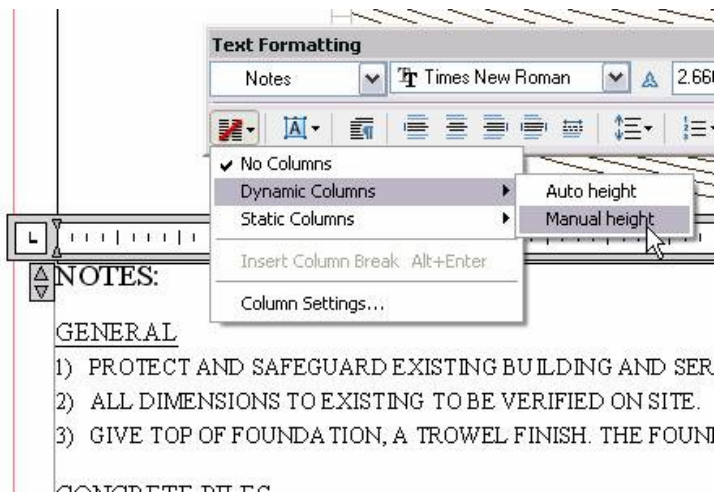 Text Formatting
Notes Times New Roman
No Columns
Dynamic Columns Auto height
Static Columns Manual height
Insert Column Break Alt+Enter
Column Settings...
NOTES:
GENERAL
1) PROTECT AND SAFEGUARD EXISTING BUILDING AND SER
2) ALL DIMENSIONS TO EXISTING TO BE VERIFIED ON SITE.
3) GIVE TOP OF FOUNDATION, A TROWEL FINISH. THE FOUN
CONCRETE PILES